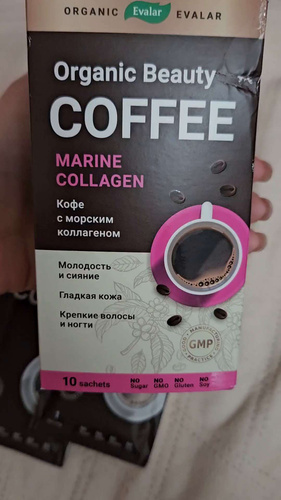 ORGANIC Evalar EVALAR
Organic Beauty
COFFEE
MARINE
COLLAGEN
Кофе
с морским
коллагеном
Молодость
и сияние
Гладкая кожа
Крепкие волосы
и ногти
GMP
10 sachets
NO Sugar NO GMO NO Gluten NO Soy